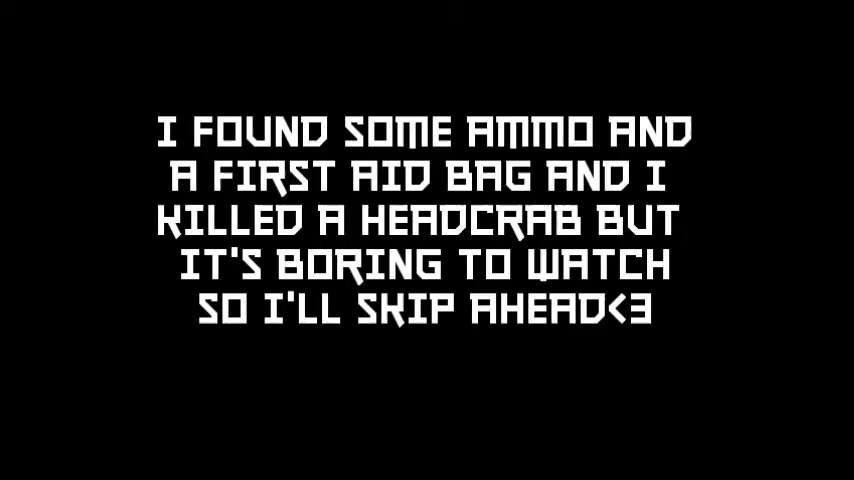 I FOUND SOME AMMO AND
A FIRST AID BAG AND I
KILLED A HEADCRAB BUT
IT'S BORING TO WATCH
SO I'LL SKIP AHEAD<3